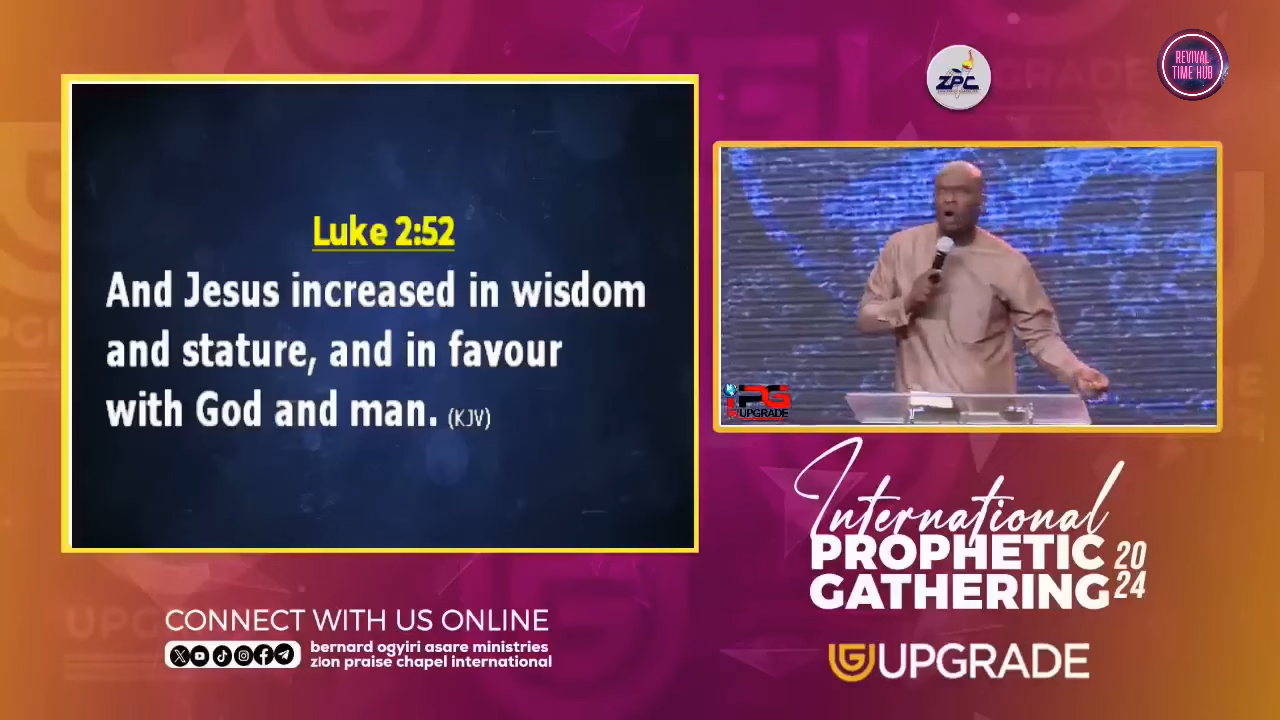 ZPC
REVIVAL
TIME HUB
Luke 2:52
And Jesus increased in wisdom
and stature, and in favour
with God and man. (KJV)
IPG
UPGRADE
International
PROPHETIC
GATHERING
20
24
UPGRADE
CONNECT WITH US ONLINE
bernard ogyiri asare ministries
zion praise chapel international